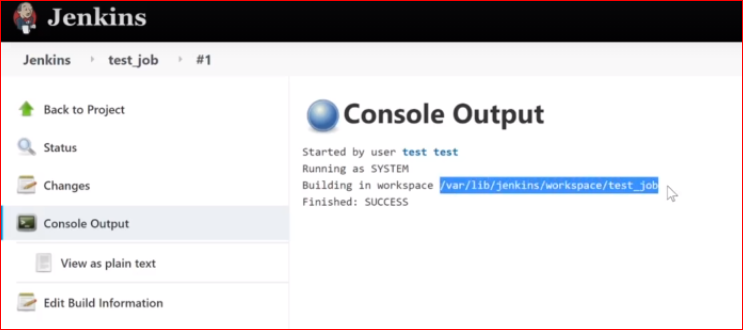 Jenkins
Jenkins test_job #1
Back to Project
Status
Changes
Console Output
View as plain text
Edit Build Information
Console Output
Started by user test test
Running as SYSTEM
Building in workspace /var/lib/jenkins/workspace/test_job
Finished: SUCCESS